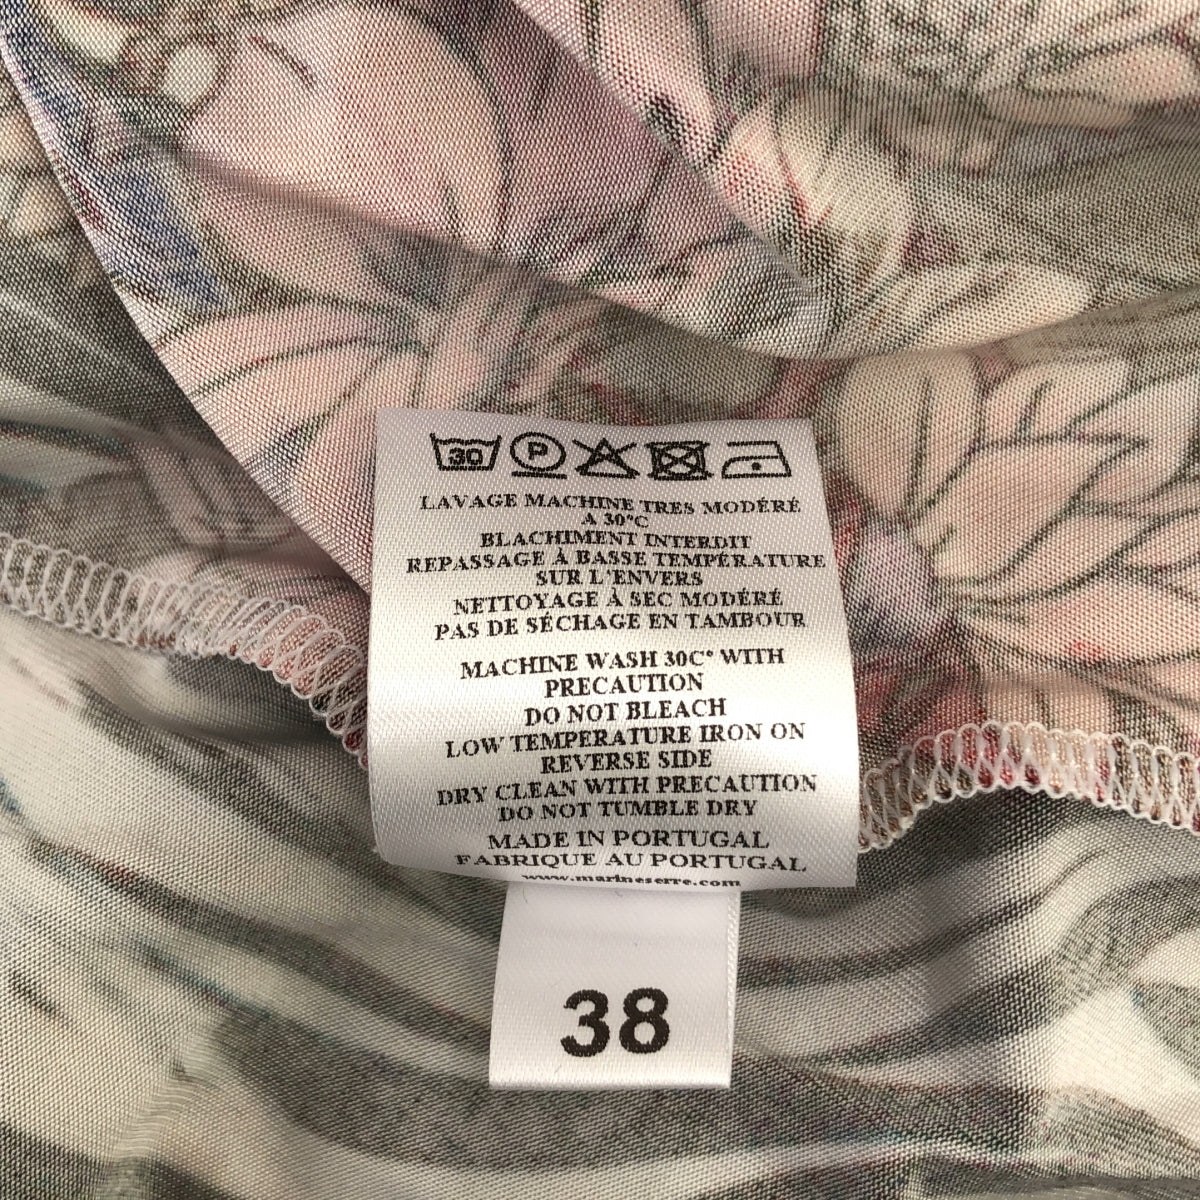 30 P
LAVAGE MACHINE TRES MODÉRÉ
A 30°C
BLACHIMENT INTERDIT
REPASSAGE À BASSE TEMPÉRATURE
SUR L'ENVERS
NETTOYAGE À SEC MODÉRÉ
PAS DE SÉCHAGE EN TAMBOUR
MACHINE WASH 30C° WITH
PRECAUTION
DO NOT BLEACH
LOW TEMPERATURE IRON ON
REVERSE SIDE
DRY CLEAN WITH PRECAUTION
DO NOT TUMBLE DRY
MADE IN PORTUGAL
FABRIQUE AU PORTUGAL
www.marineserre.com
38